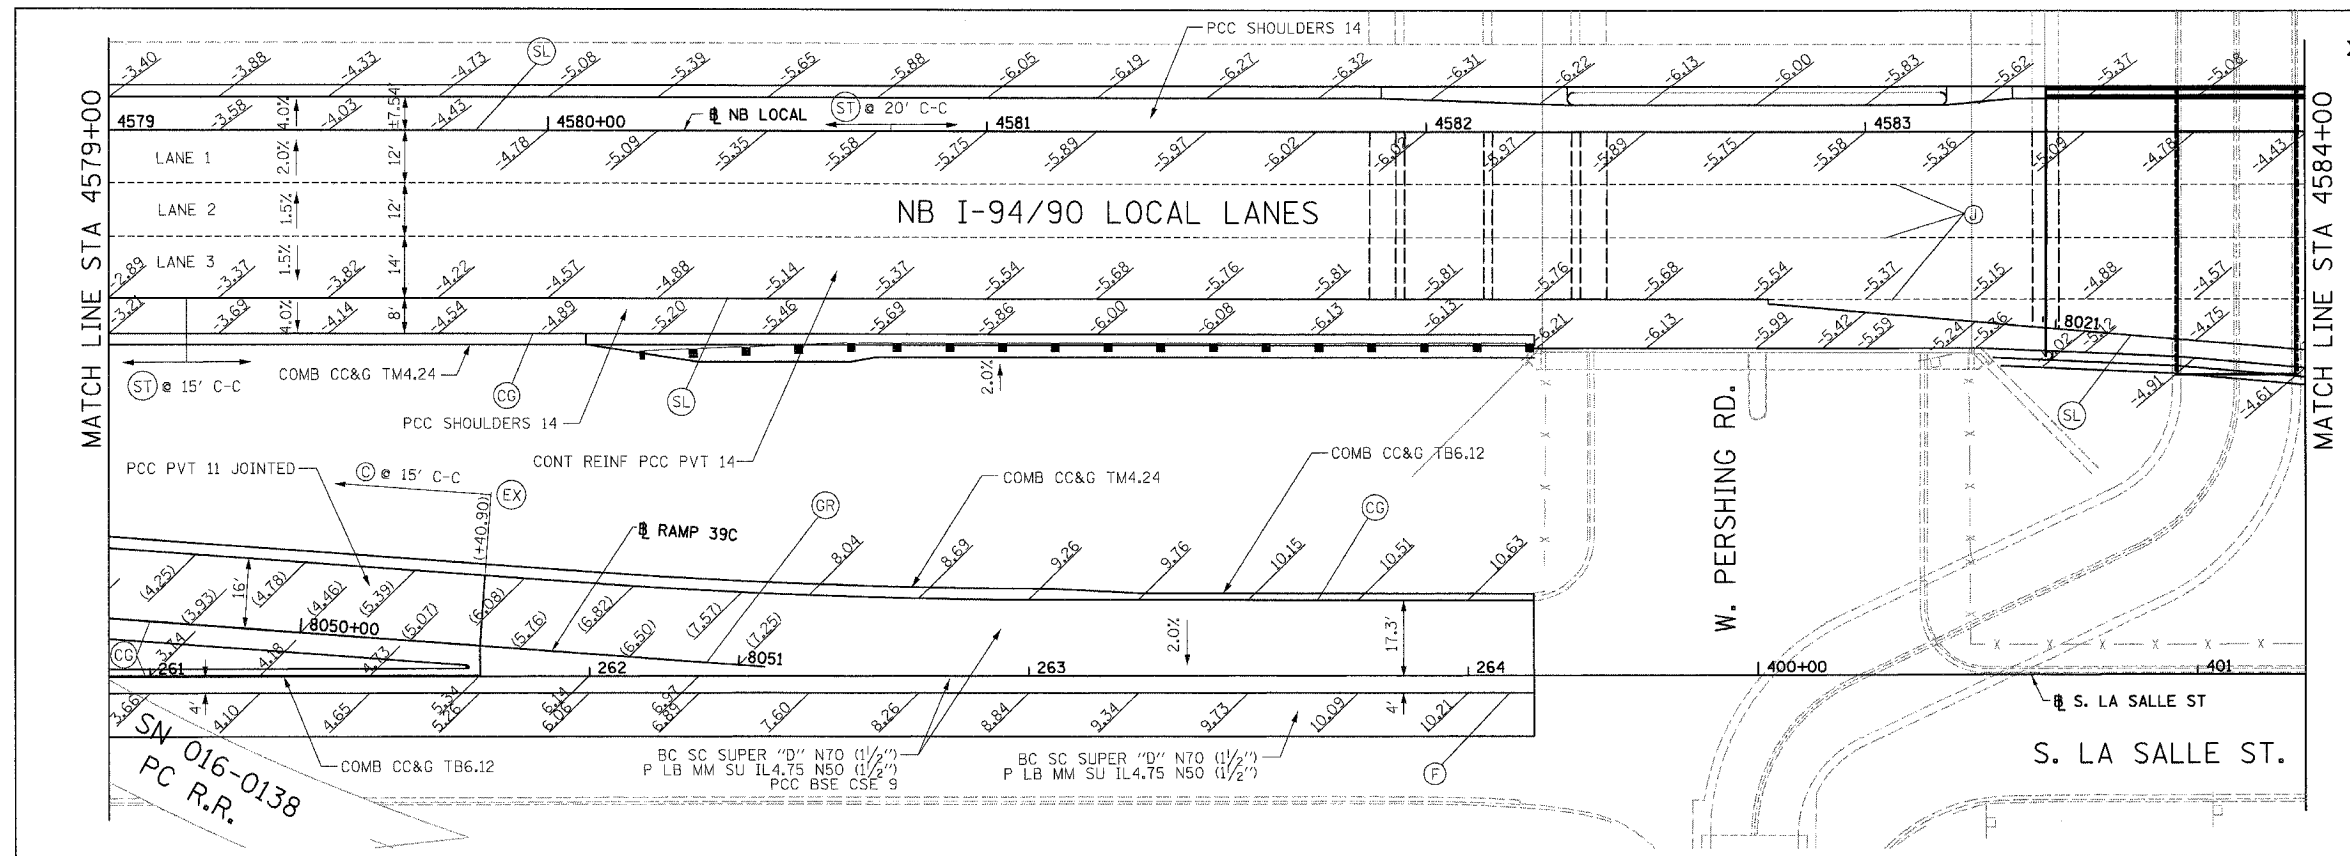 PCC SHOULDERS 14
-3.40 -3.88 -4.33 -4.73 SL -5.08 -5.39 -5.65 -5.88 -6.05 -6.19 -6.27 -6.32 -6.31 -6.22 -6.13 -6.00 -5.83 -5.62 -5.37 -5.08
4579 -3.58 -4.03 4.0% ±7.54' -4.43 4580+00 ℄ NB LOCAL ST @ 20' C-C 4581 4582 4583
-4.78 -5.09 -5.35 -5.58 -5.75 -5.89 -5.97 -6.02 -6.02 -5.97 -5.89 -5.75 -5.58 -5.36 -5.09 -4.78 -4.43
LANE 1 2.0% 12'
LANE 2 1.5% 12' NB I-94/90 LOCAL LANES J
LANE 3 1.5% 14'
-2.89 -3.37 -3.82 -4.22 -4.57 -4.88 -5.14 -5.37 -5.54 -5.68 -5.76 -5.81 -5.81 -5.76 -5.68 -5.54 -5.37 -5.15 -4.88 -4.57
-3.21 -3.69 4.0% -4.14 8' -4.54 -4.89 -5.20 -5.46 -5.69 -5.86 -6.00 -6.08 -6.13 -6.13 -6.21 -6.13 -5.99 -5.42 -5.59 -5.24 -5.36 8021 -5.12 -4.75
MATCH LINE STA 4579+00
MATCH LINE STA 4584+00
ST @ 15' C-C COMB CC&G TM4.24 CG SL 2.0% -4.91 -4.61
PCC SHOULDERS 14 SL
CONT REINF PCC PVT 14
COMB CC&G TB6.12
PCC PVT 11 JOINTED C @ 15' C-C EX COMB CC&G TM4.24
GR CG
(+40.90) ℄ RAMP 39C
W. PERSHING RD.
8.04 8.69 9.26 9.76 10.15 10.51 10.63
(4.25) (4.78) (5.39) (6.08) (6.82) (7.57)
(3.93) 16' (4.46) (5.07) (5.76) (6.50) (7.25)
8050+00 8051 2.0% 17.3'
CG 3.74 4.18 4.73
261 262 263 264 400+00 401
3.66 4' 4.10 4.65 5.34 5.26 6.14 6.06 6.97 6.89 7.60 8.26 8.84 9.34 9.73 10.09 4' 10.21
℄ S. LA SALLE ST
SN 016-0138
PC R.R.
S. LA SALLE ST.
COMB CC&G TB6.12
BC SC SUPER "D" N70 (1½")
P LB MM SU IL4.75 N50 (1½")
PCC BSE CSE 9
BC SC SUPER "D" N70 (1½")
P LB MM SU IL4.75 N50 (1½")
F